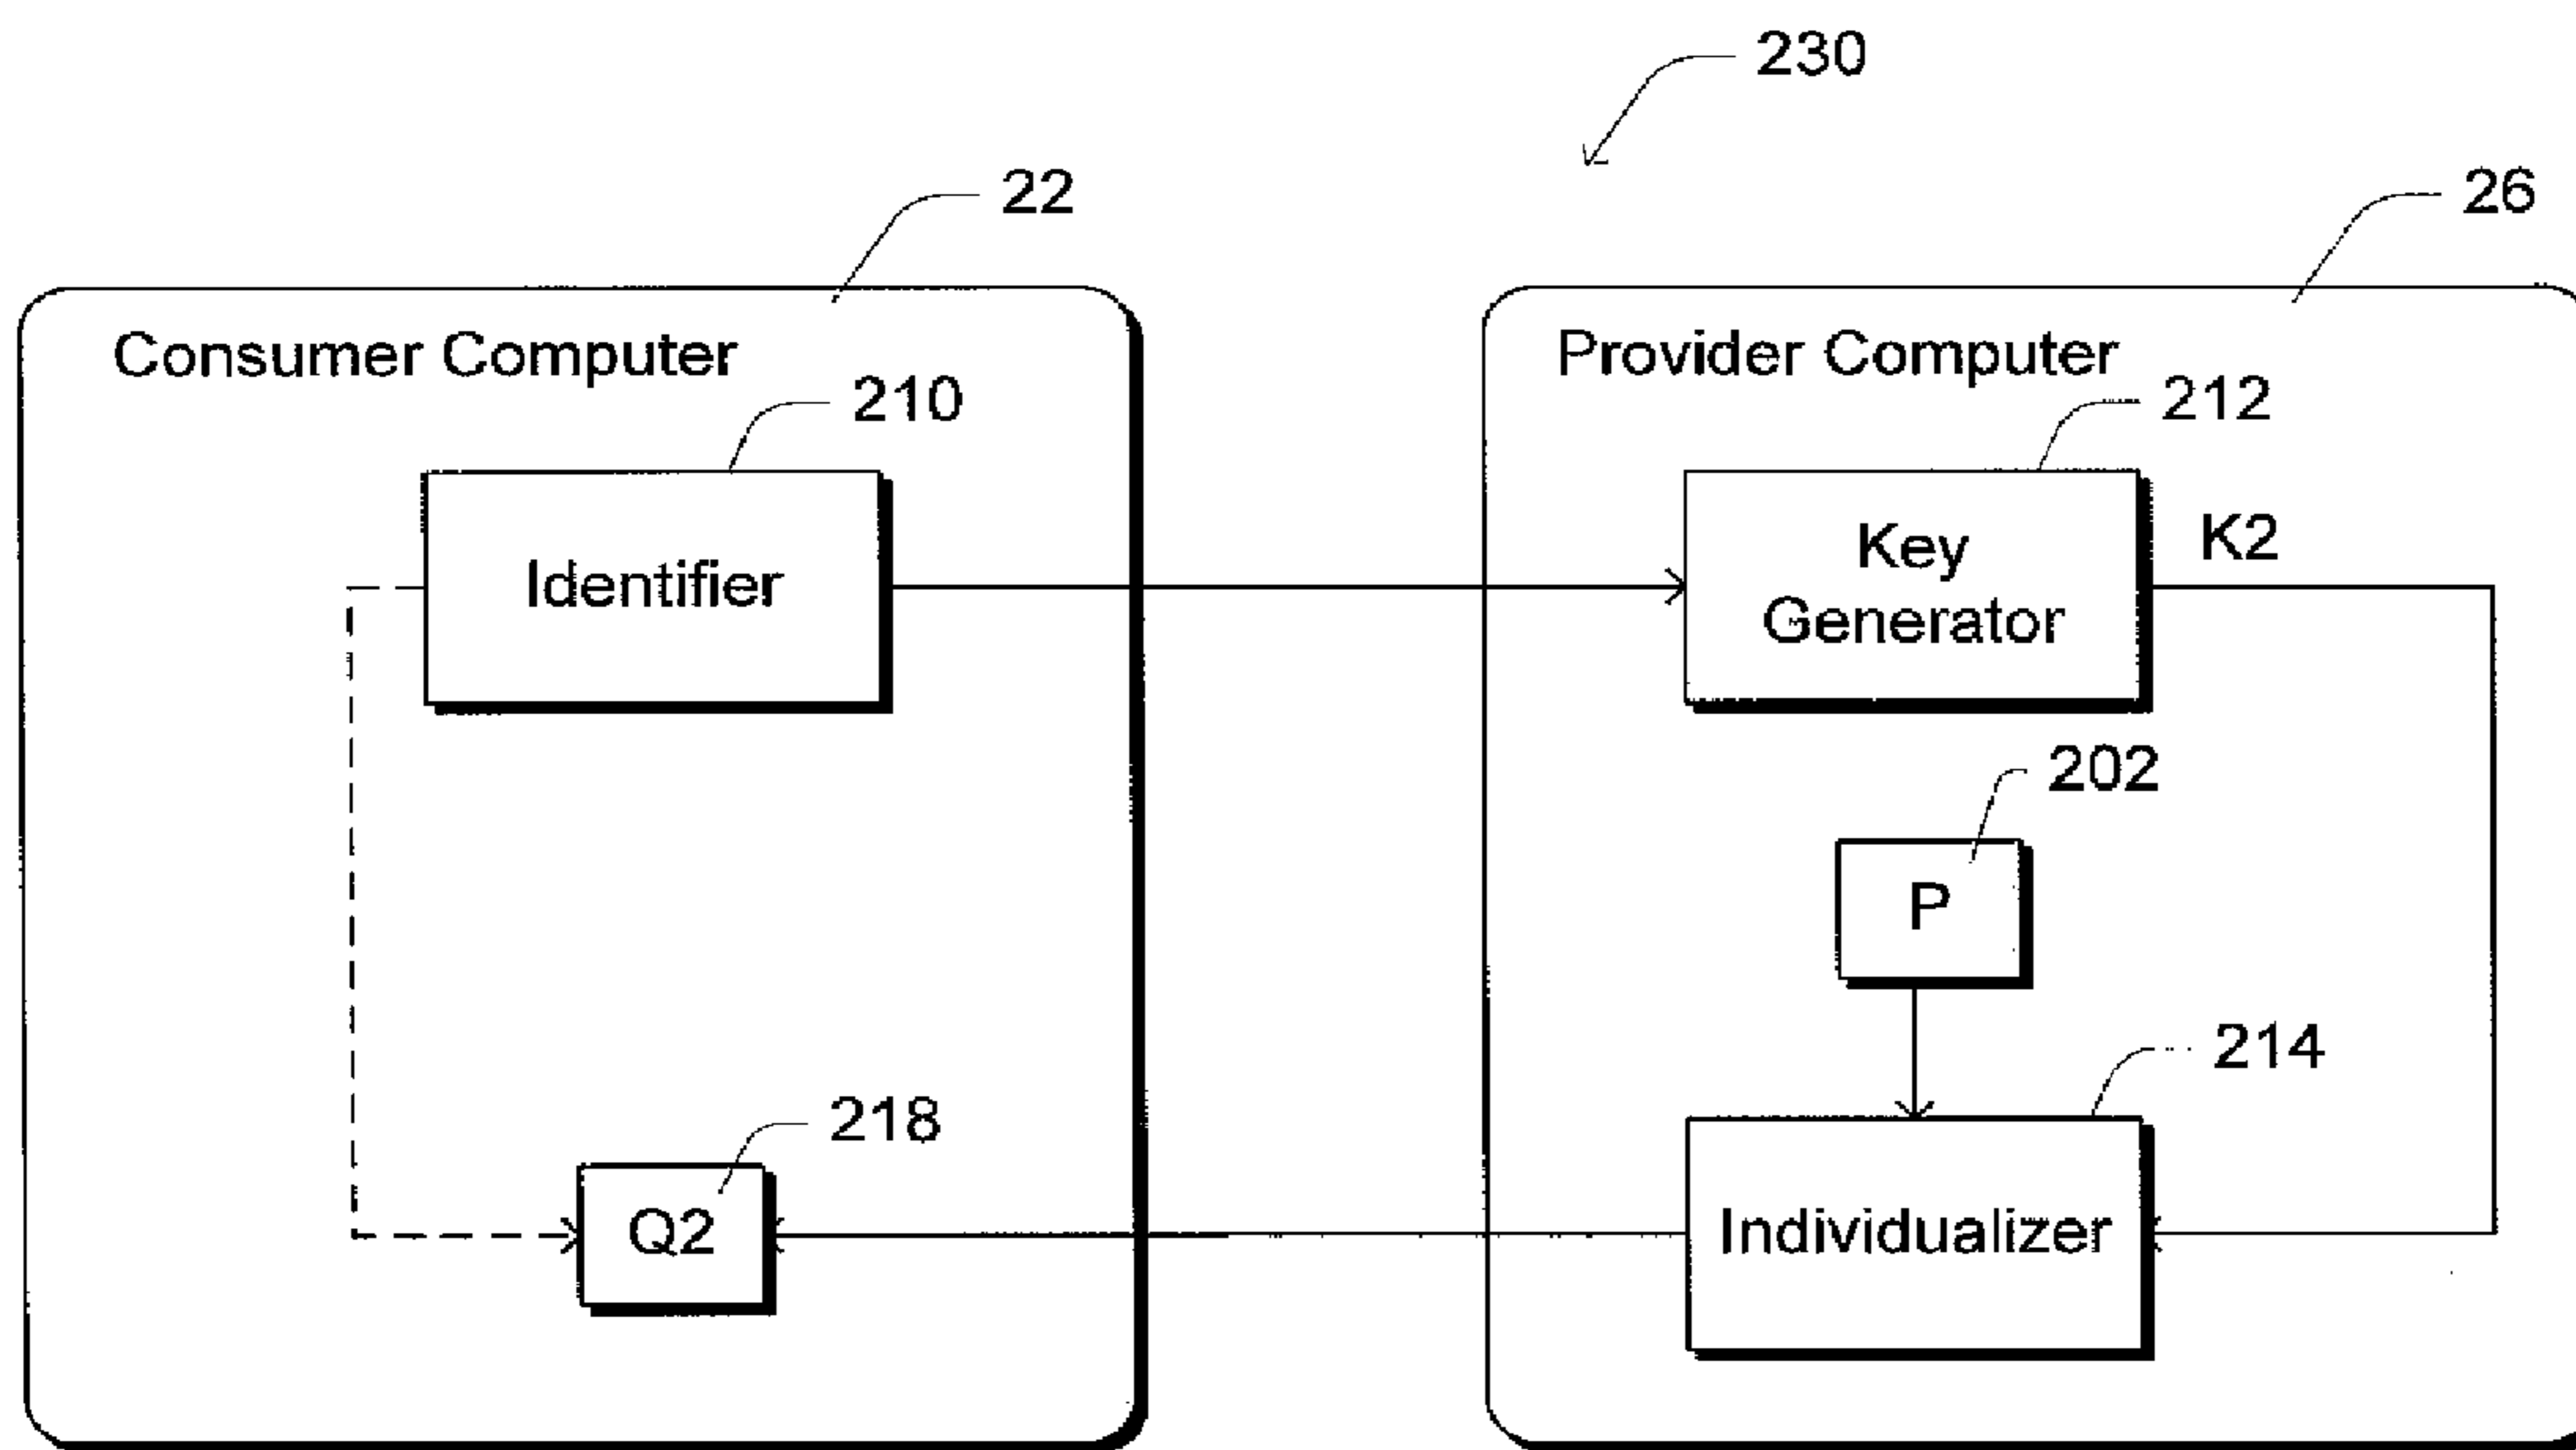 230
22
26
Consumer Computer
Provider Computer
210
212
Identifier
Key
Generator
K2
202
P
214
218
Q2
Individualizer